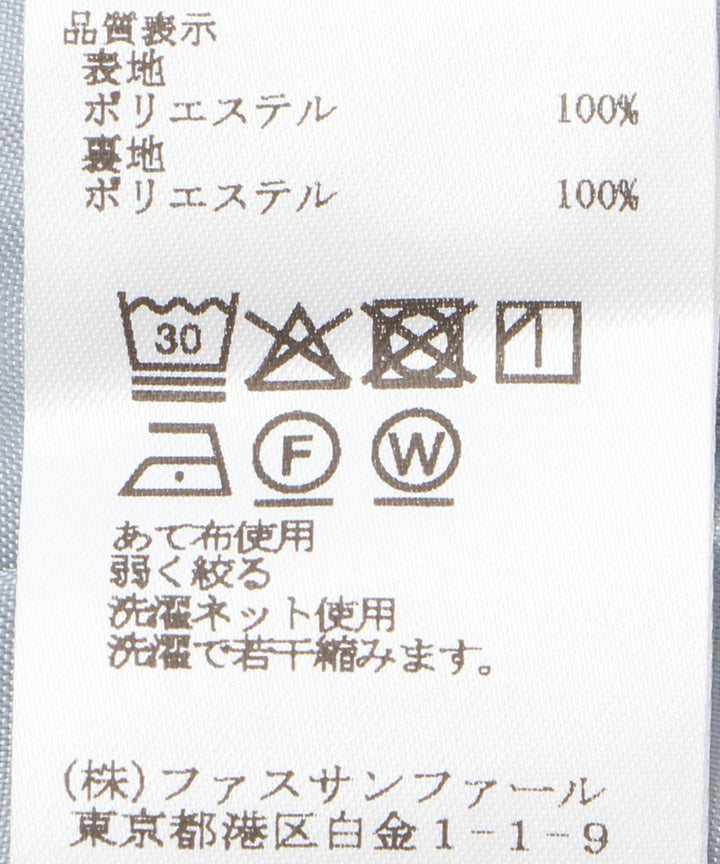 品質表示
表地
ポリエステル 100%
裏地
ポリエステル 100%
30
F W
あて布使用
弱く絞る
洗濯ネット使用
洗濯で若干縮みます。
(株)ファスサンファール
東京都港区白金1-1-9